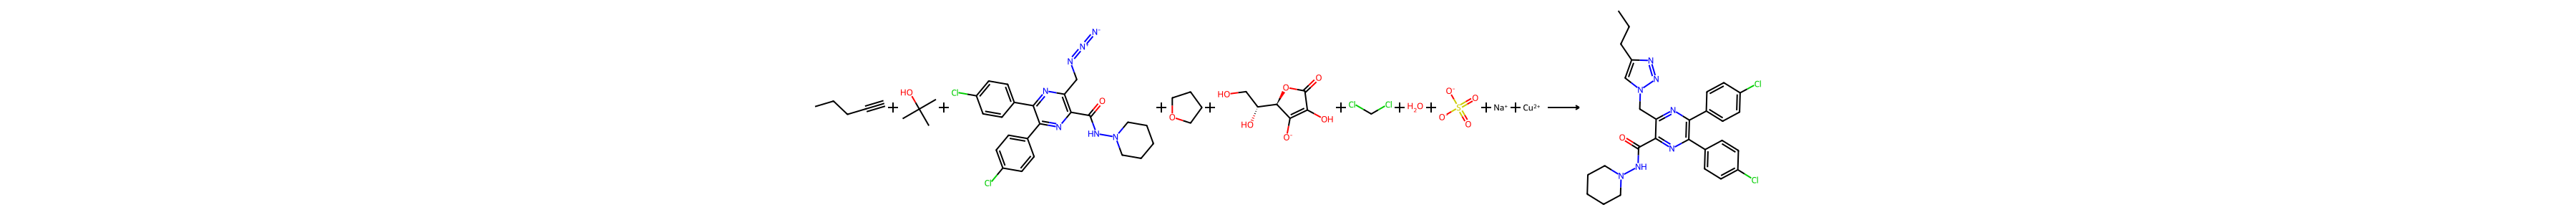 +
HO
+
N⁻
N⁺
N
Cl
N
O
N
HN
N
Cl
+
O
+
HO
HO
O
O
OH
O⁻
+
Cl
Cl
+
H₂O
+
O⁻
O
S
O⁻
O
+
Na⁺
+
Cu²⁺
N
N
N
Cl
N
O
N
NH
N
Cl